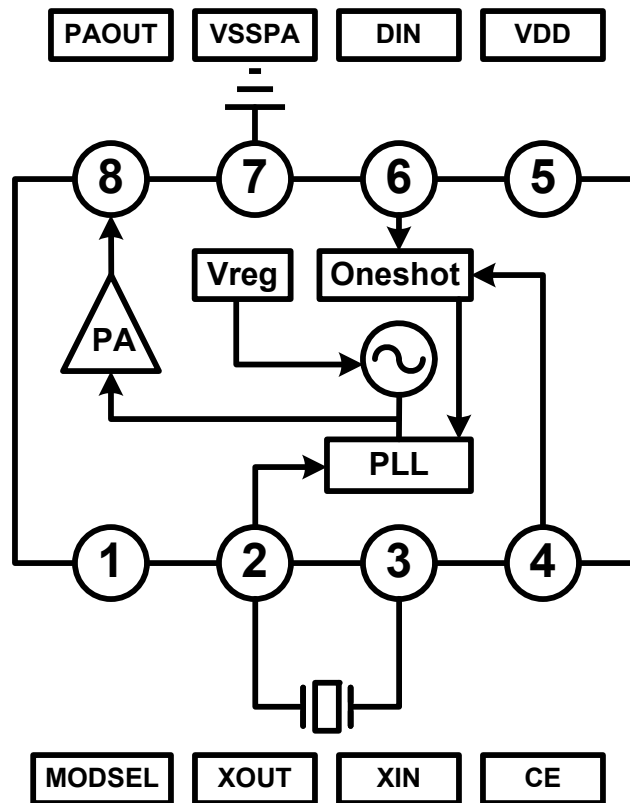 PAOUT VSSPA DIN VDD
8 7 6 5
Vreg Oneshot
PA
PLL
1 2 3 4
MODSEL XOUT XIN CE